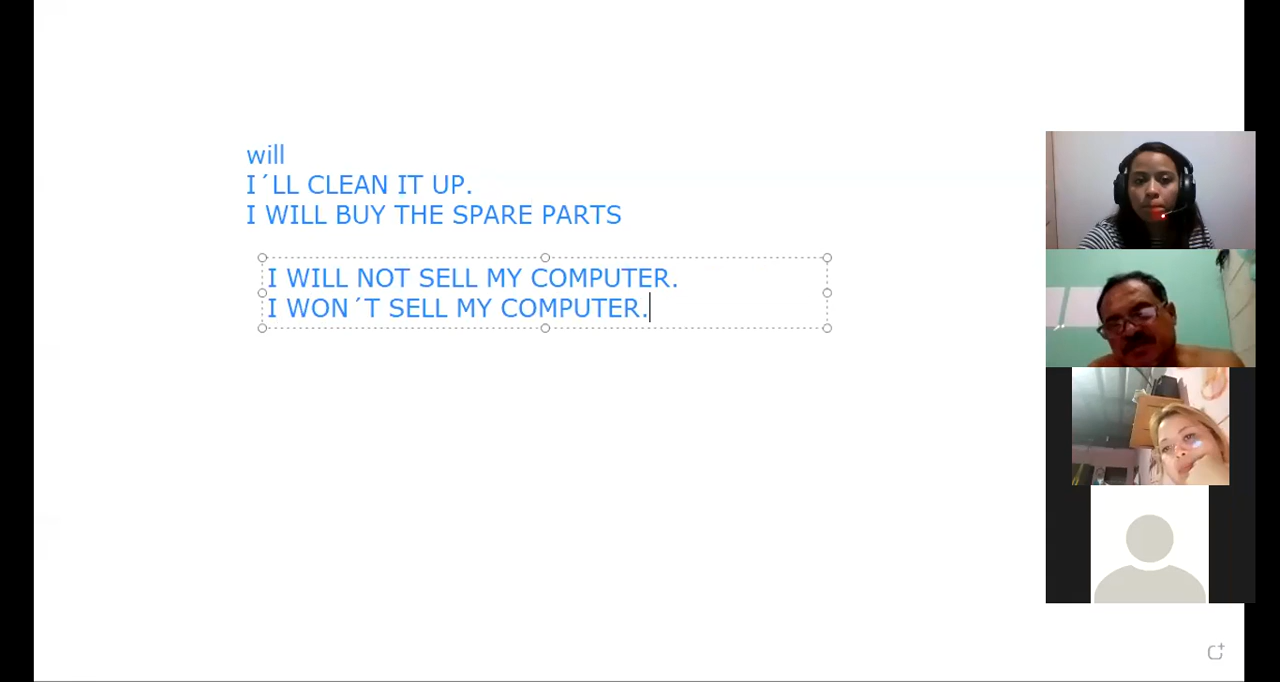 will
I´LL CLEAN IT UP.
I WILL BUY THE SPARE PARTS
I WILL NOT SELL MY COMPUTER.
I WON´T SELL MY COMPUTER.